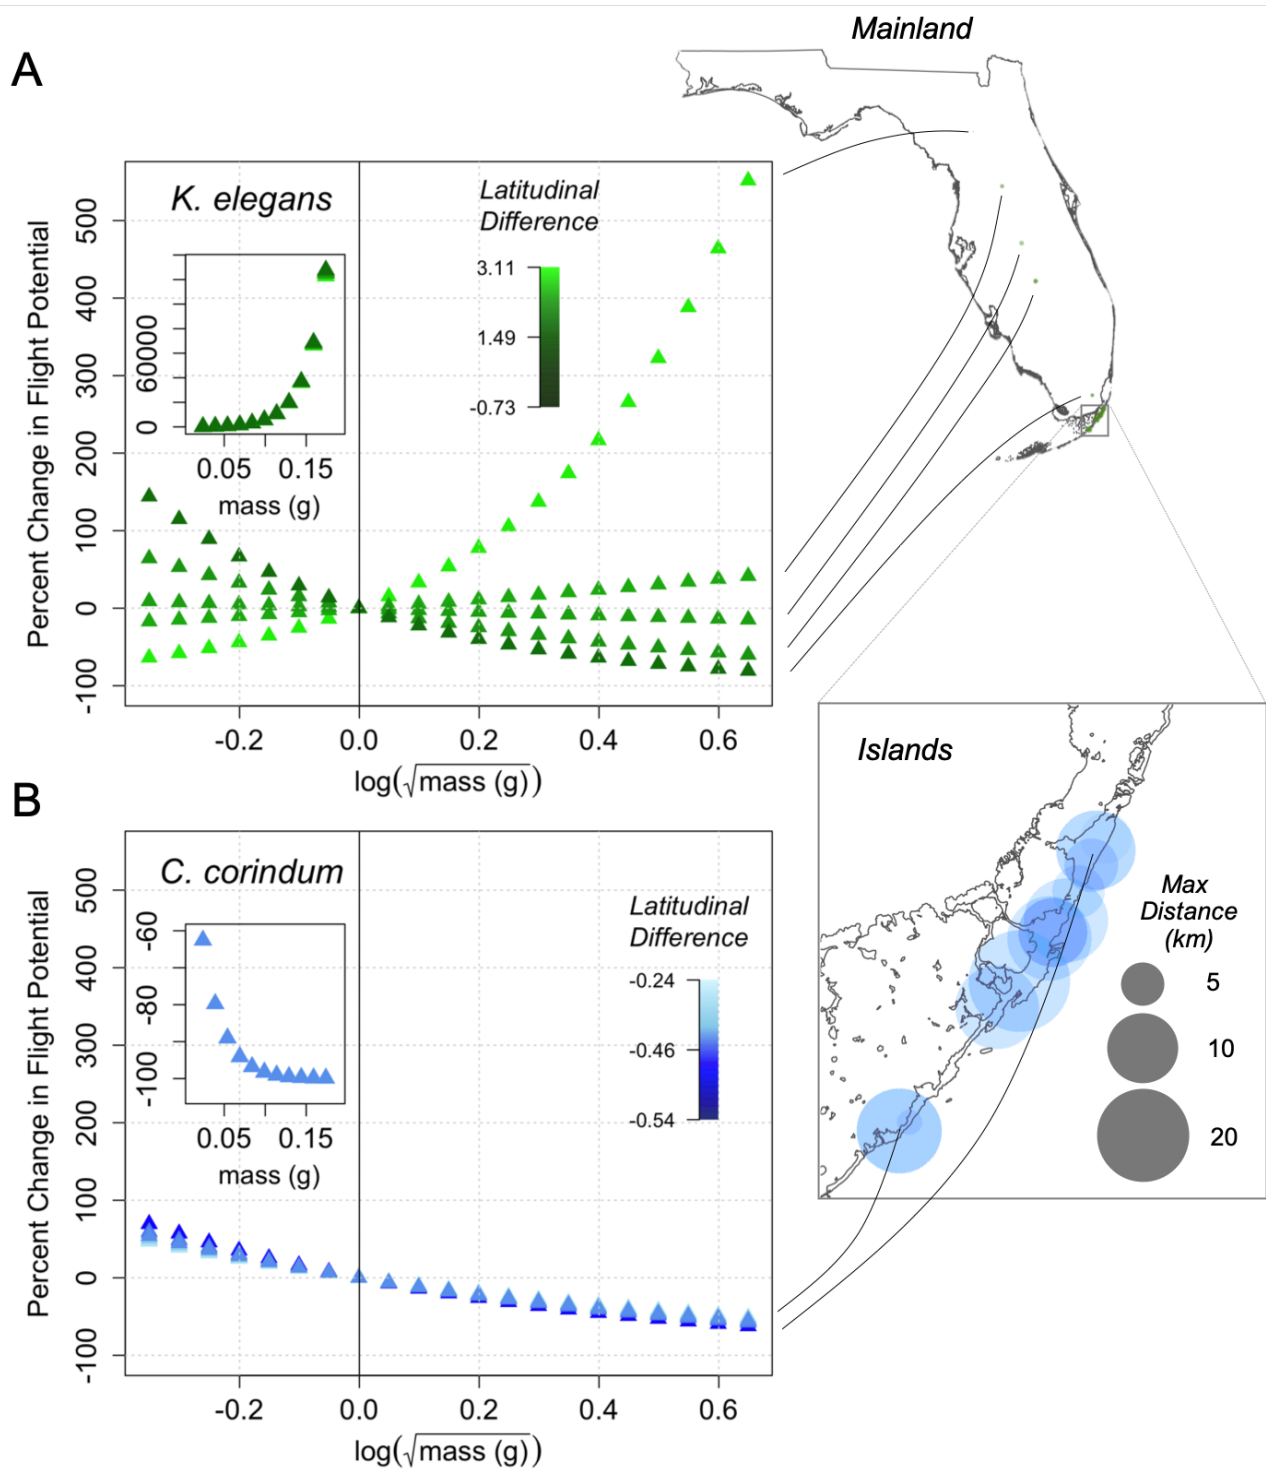 A
Mainland
K. elegans
Latitudinal
Difference
3.11
1.49
-0.73
Percent Change in Flight Potential
500
400
300
200
100
0
-100
60000
0
0.05
0.15
mass (g)
-0.2
0.0
0.2
0.4
0.6
log(√mass (g))
B
C. corindum
Latitudinal
Difference
-0.24
-0.46
-0.54
Percent Change in Flight Potential
500
400
300
200
100
0
-100
-60
-80
-100
0.05
0.15
mass (g)
-0.2
0.0
0.2
0.4
0.6
log(√mass (g))
Islands
Max
Distance
(km)
5
10
20